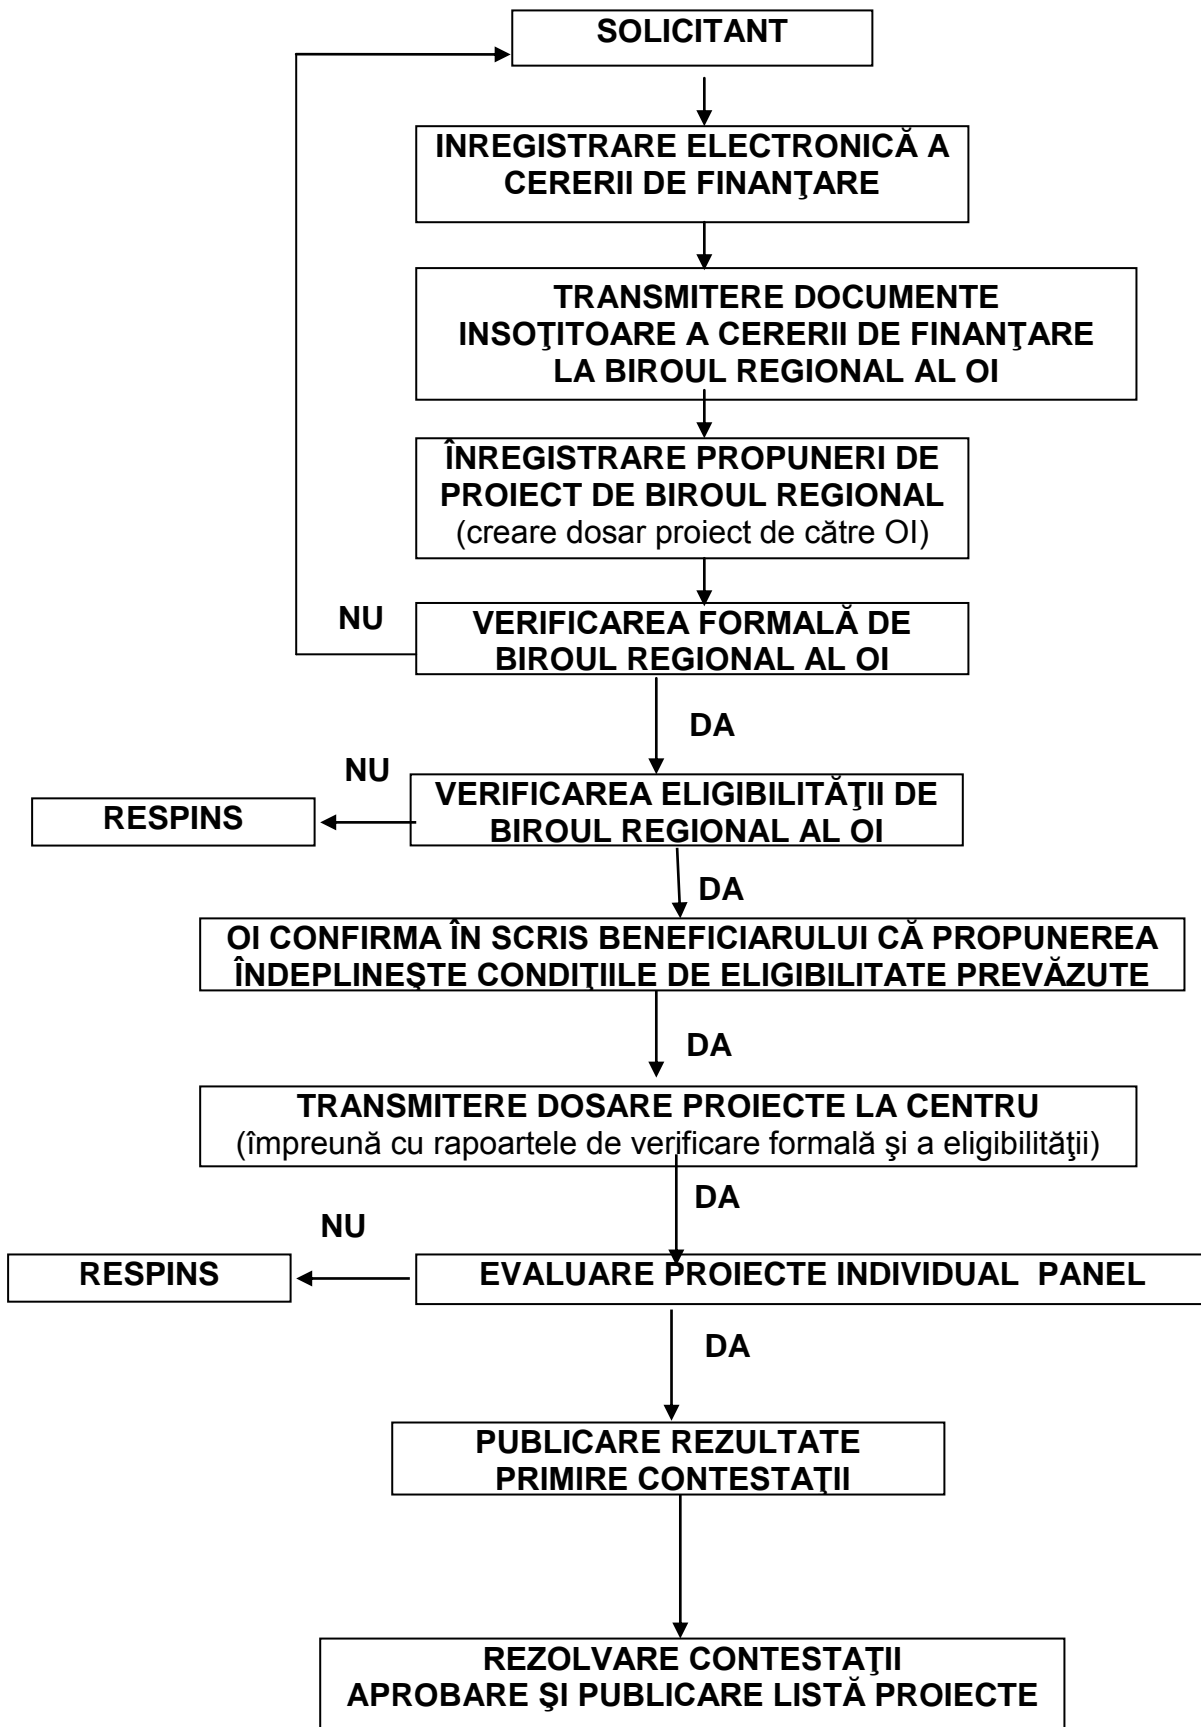 SOLICITANT
INREGISTRARE ELECTRONICĂ A
CERERII DE FINANŢARE
TRANSMITERE DOCUMENTE
INSOŢITOARE A CERERII DE FINANŢARE
LA BIROUL REGIONAL AL OI
ÎNREGISTRARE PROPUNERI DE
PROIECT DE BIROUL REGIONAL
(creare dosar proiect de către OI)
NU
VERIFICAREA FORMALĂ DE
BIROUL REGIONAL AL OI
DA
NU
VERIFICAREA ELIGIBILITĂŢII DE
BIROUL REGIONAL AL OI
RESPINS
DA
OI CONFIRMA ÎN SCRIS BENEFICIARULUI CĂ PROPUNEREA
ÎNDEPLINEŞTE CONDIŢIILE DE ELIGIBILITATE PREVĂZUTE
DA
TRANSMITERE DOSARE PROIECTE LA CENTRU
(împreună cu rapoartele de verificare formală şi a eligibilităţii)
DA
NU
RESPINS
EVALUARE PROIECTE INDIVIDUAL  PANEL
DA
PUBLICARE REZULTATE
PRIMIRE CONTESTAŢII
REZOLVARE CONTESTAŢII
APROBARE ŞI PUBLICARE LISTĂ PROIECTE